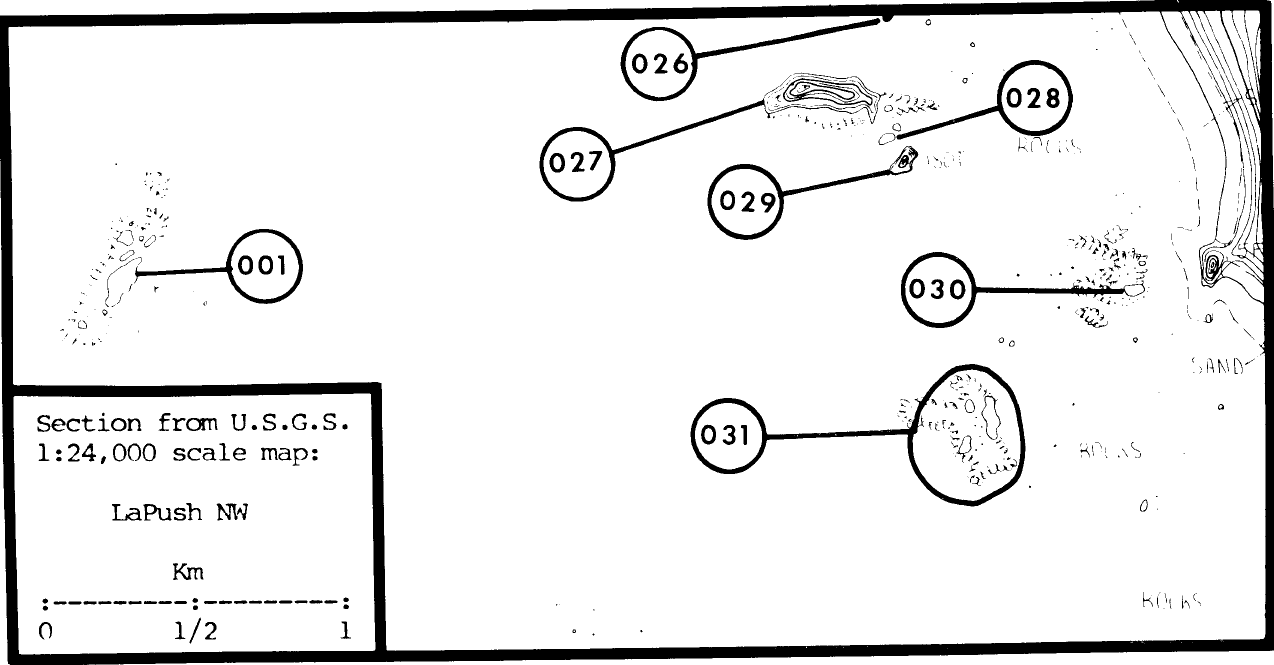 026
028
027
ROCKS
029
001
030
SAND
031
ROCKS
Section from U.S.G.S.
1:24,000 scale map:
LaPush NW
Km
:----------:----------:
0 1/2 1
ROCKS